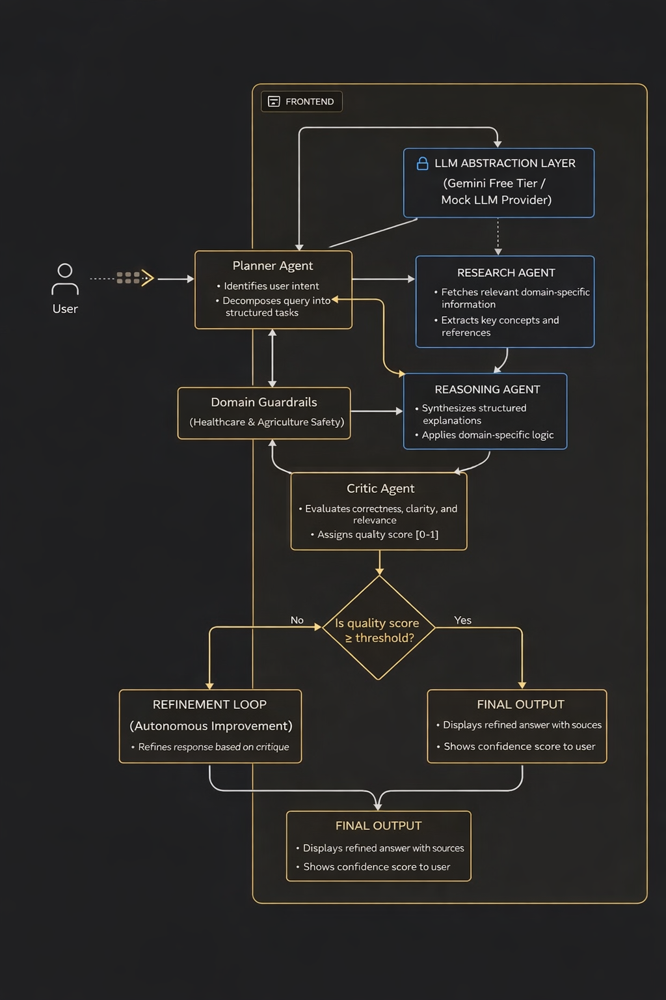 FRONTEND
LLM ABSTRACTION LAYER
(Gemini Free Tier /
Mock LLM Provider)
User
Planner Agent
• Identifies user intent
• Decomposes query into
structured tasks
RESEARCH AGENT
• Fetches relevant domain-specific
information
• Extracts key concepts and
references
Domain Guardrails
(Healthcare & Agriculture Safety)
REASONING AGENT
• Synthesizes structured
explanations
• Applies domain-specific logic
Critic Agent
• Evaluates correctness, clarity, and
relevance
• Assigns quality score [0-1]
No
Is quality score
≥ threshold?
Yes
REFINEMENT LOOP
(Autonomous Improvement)
• Refines response based on critique
FINAL OUTPUT
• Displays refined answer with souces
• Shows confidence score to user
FINAL OUTPUT
• Displays refined answer with sources
• Shows confidence score to user